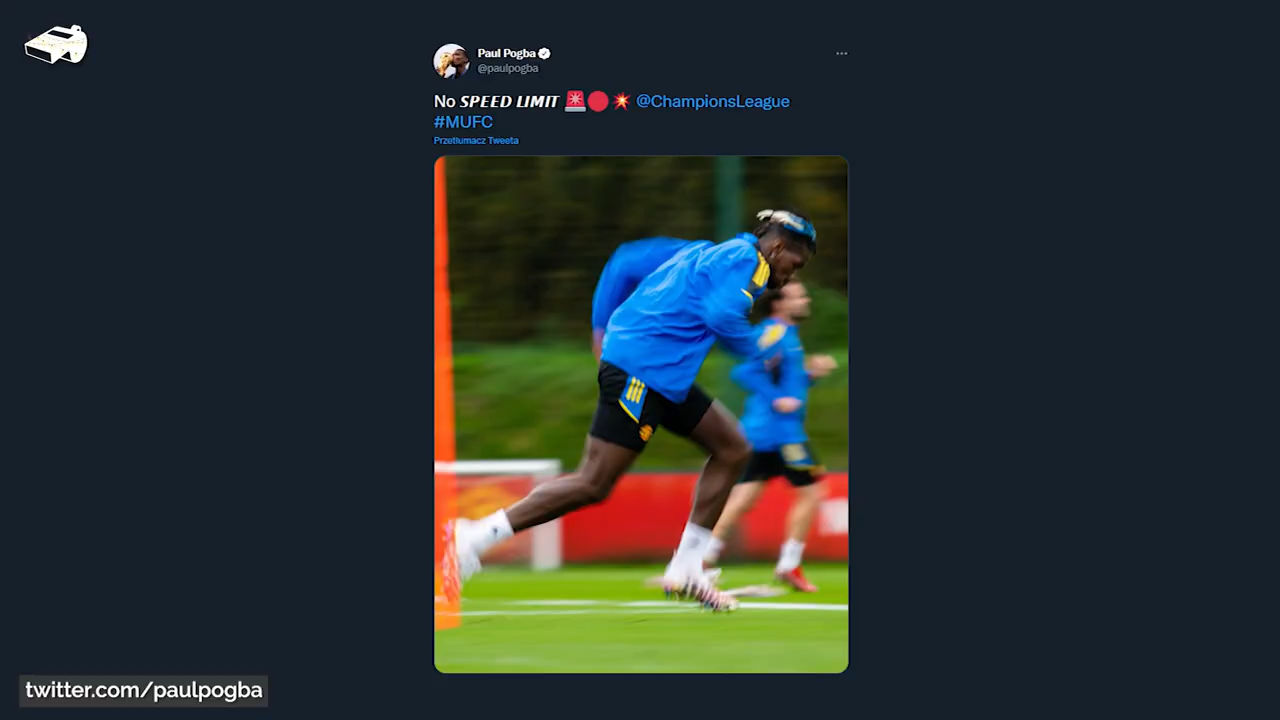 Paul Pogba
@paulpogba
No SPEED LIMIT 🚨🔴💥 @ChampionsLeague
#MUFC
Przetłumacz Tweeta
twitter.com/paulpogba